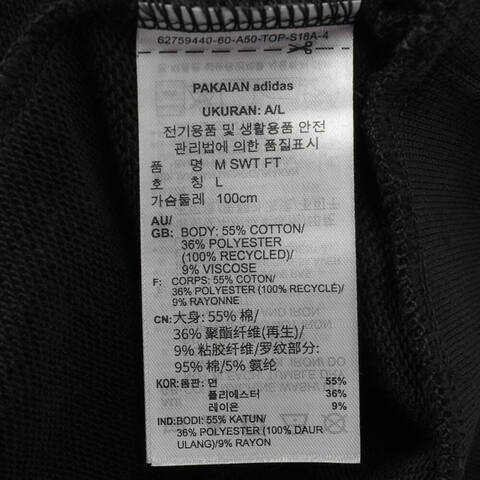 62759440-60-A50-TOP-S18A-4
PAKAIAN adidas
UKURAN: A/L
전기용품 및 생활용품 안전
관리법에 의한 품질표시
품 명 M SWT FT
호 칭 L
가슴둘레 100cm
AU/
GB: BODY: 55% COTTON/
36% POLYESTER
(100% RECYCLED)/
9% VISCOSE
F: CORPS: 55% COTON/
36% POLYESTER (100% RECYCLÉ)/
9% RAYONNE
CN: 大身: 55% 棉/
36% 聚酯纤维(再生)/
9% 粘胶纤维/罗纹部分:
95% 棉/5% 氨纶
KOR: 몸판: 면 55%
폴리에스터 36%
레이온 9%
IND: BODI: 55% KATUN/
36% POLYESTER (100% DAUR
ULANG)/9% RAYON